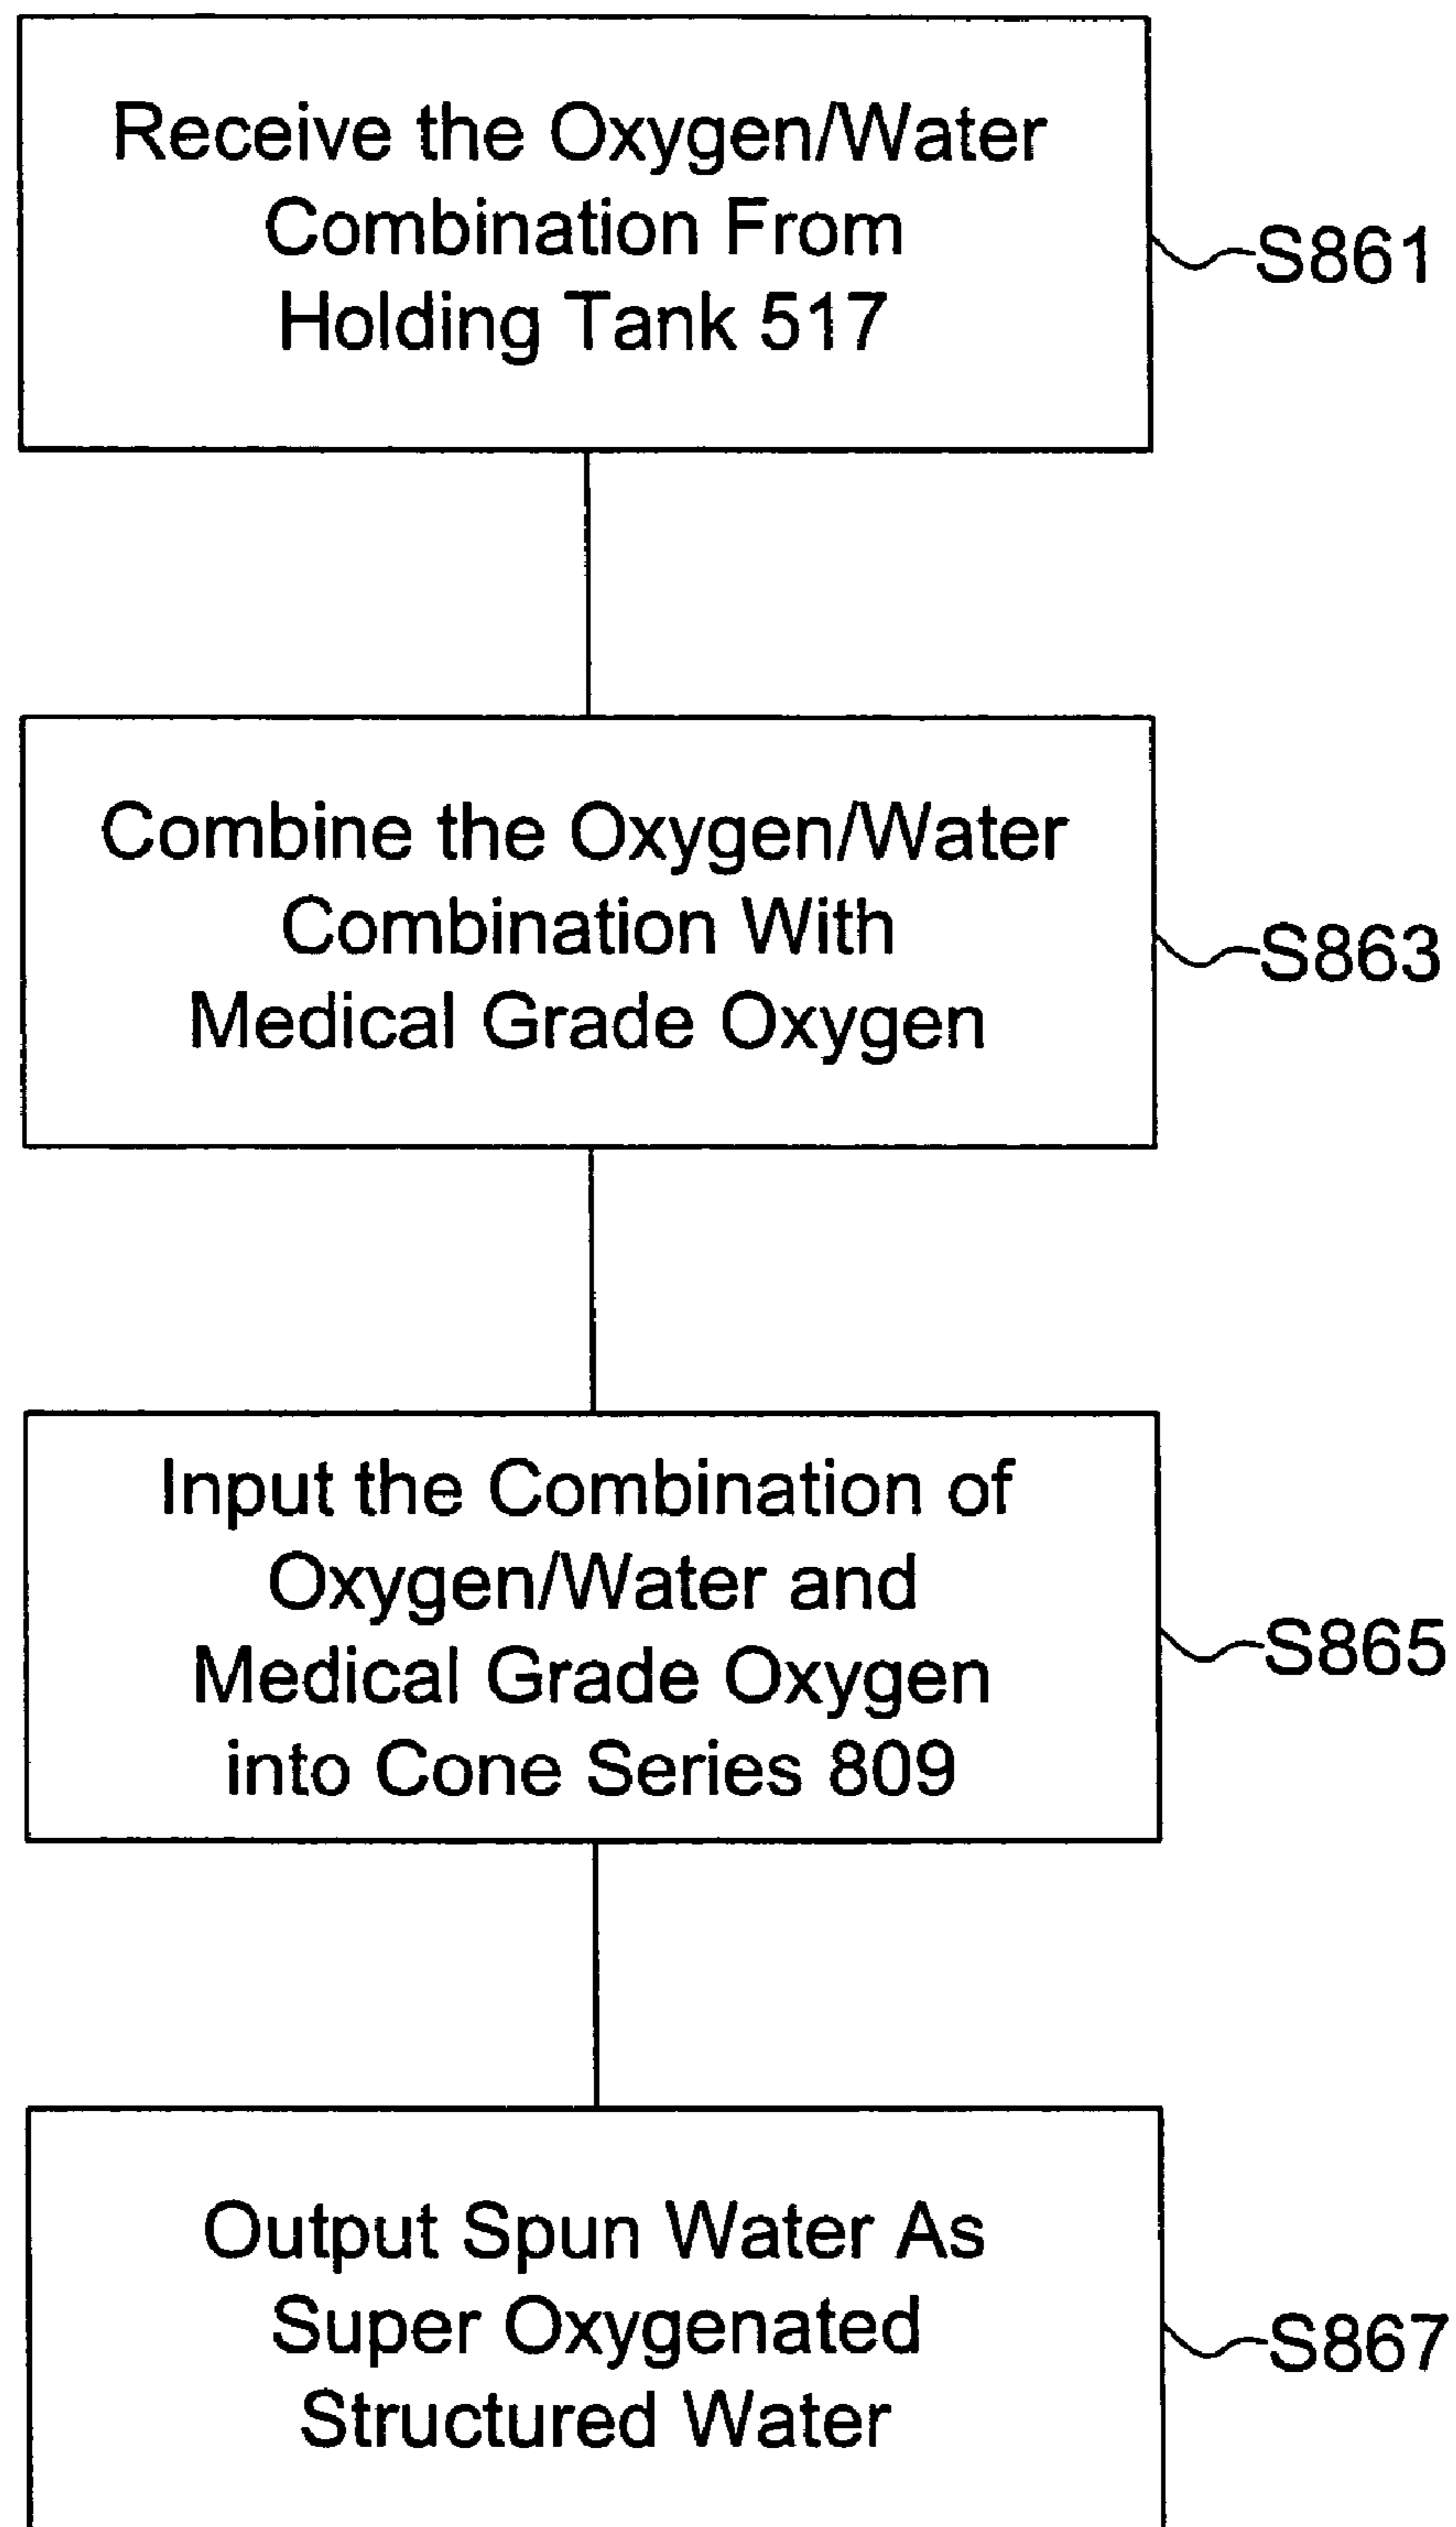 Receive the Oxygen/Water
Combination From
Holding Tank 517
S861
Combine the Oxygen/Water
Combination With
Medical Grade Oxygen
S863
Input the Combination of
Oxygen/Water and
Medical Grade Oxygen
into Cone Series 809
S865
Output Spun Water As
Super Oxygenated
Structured Water
S867